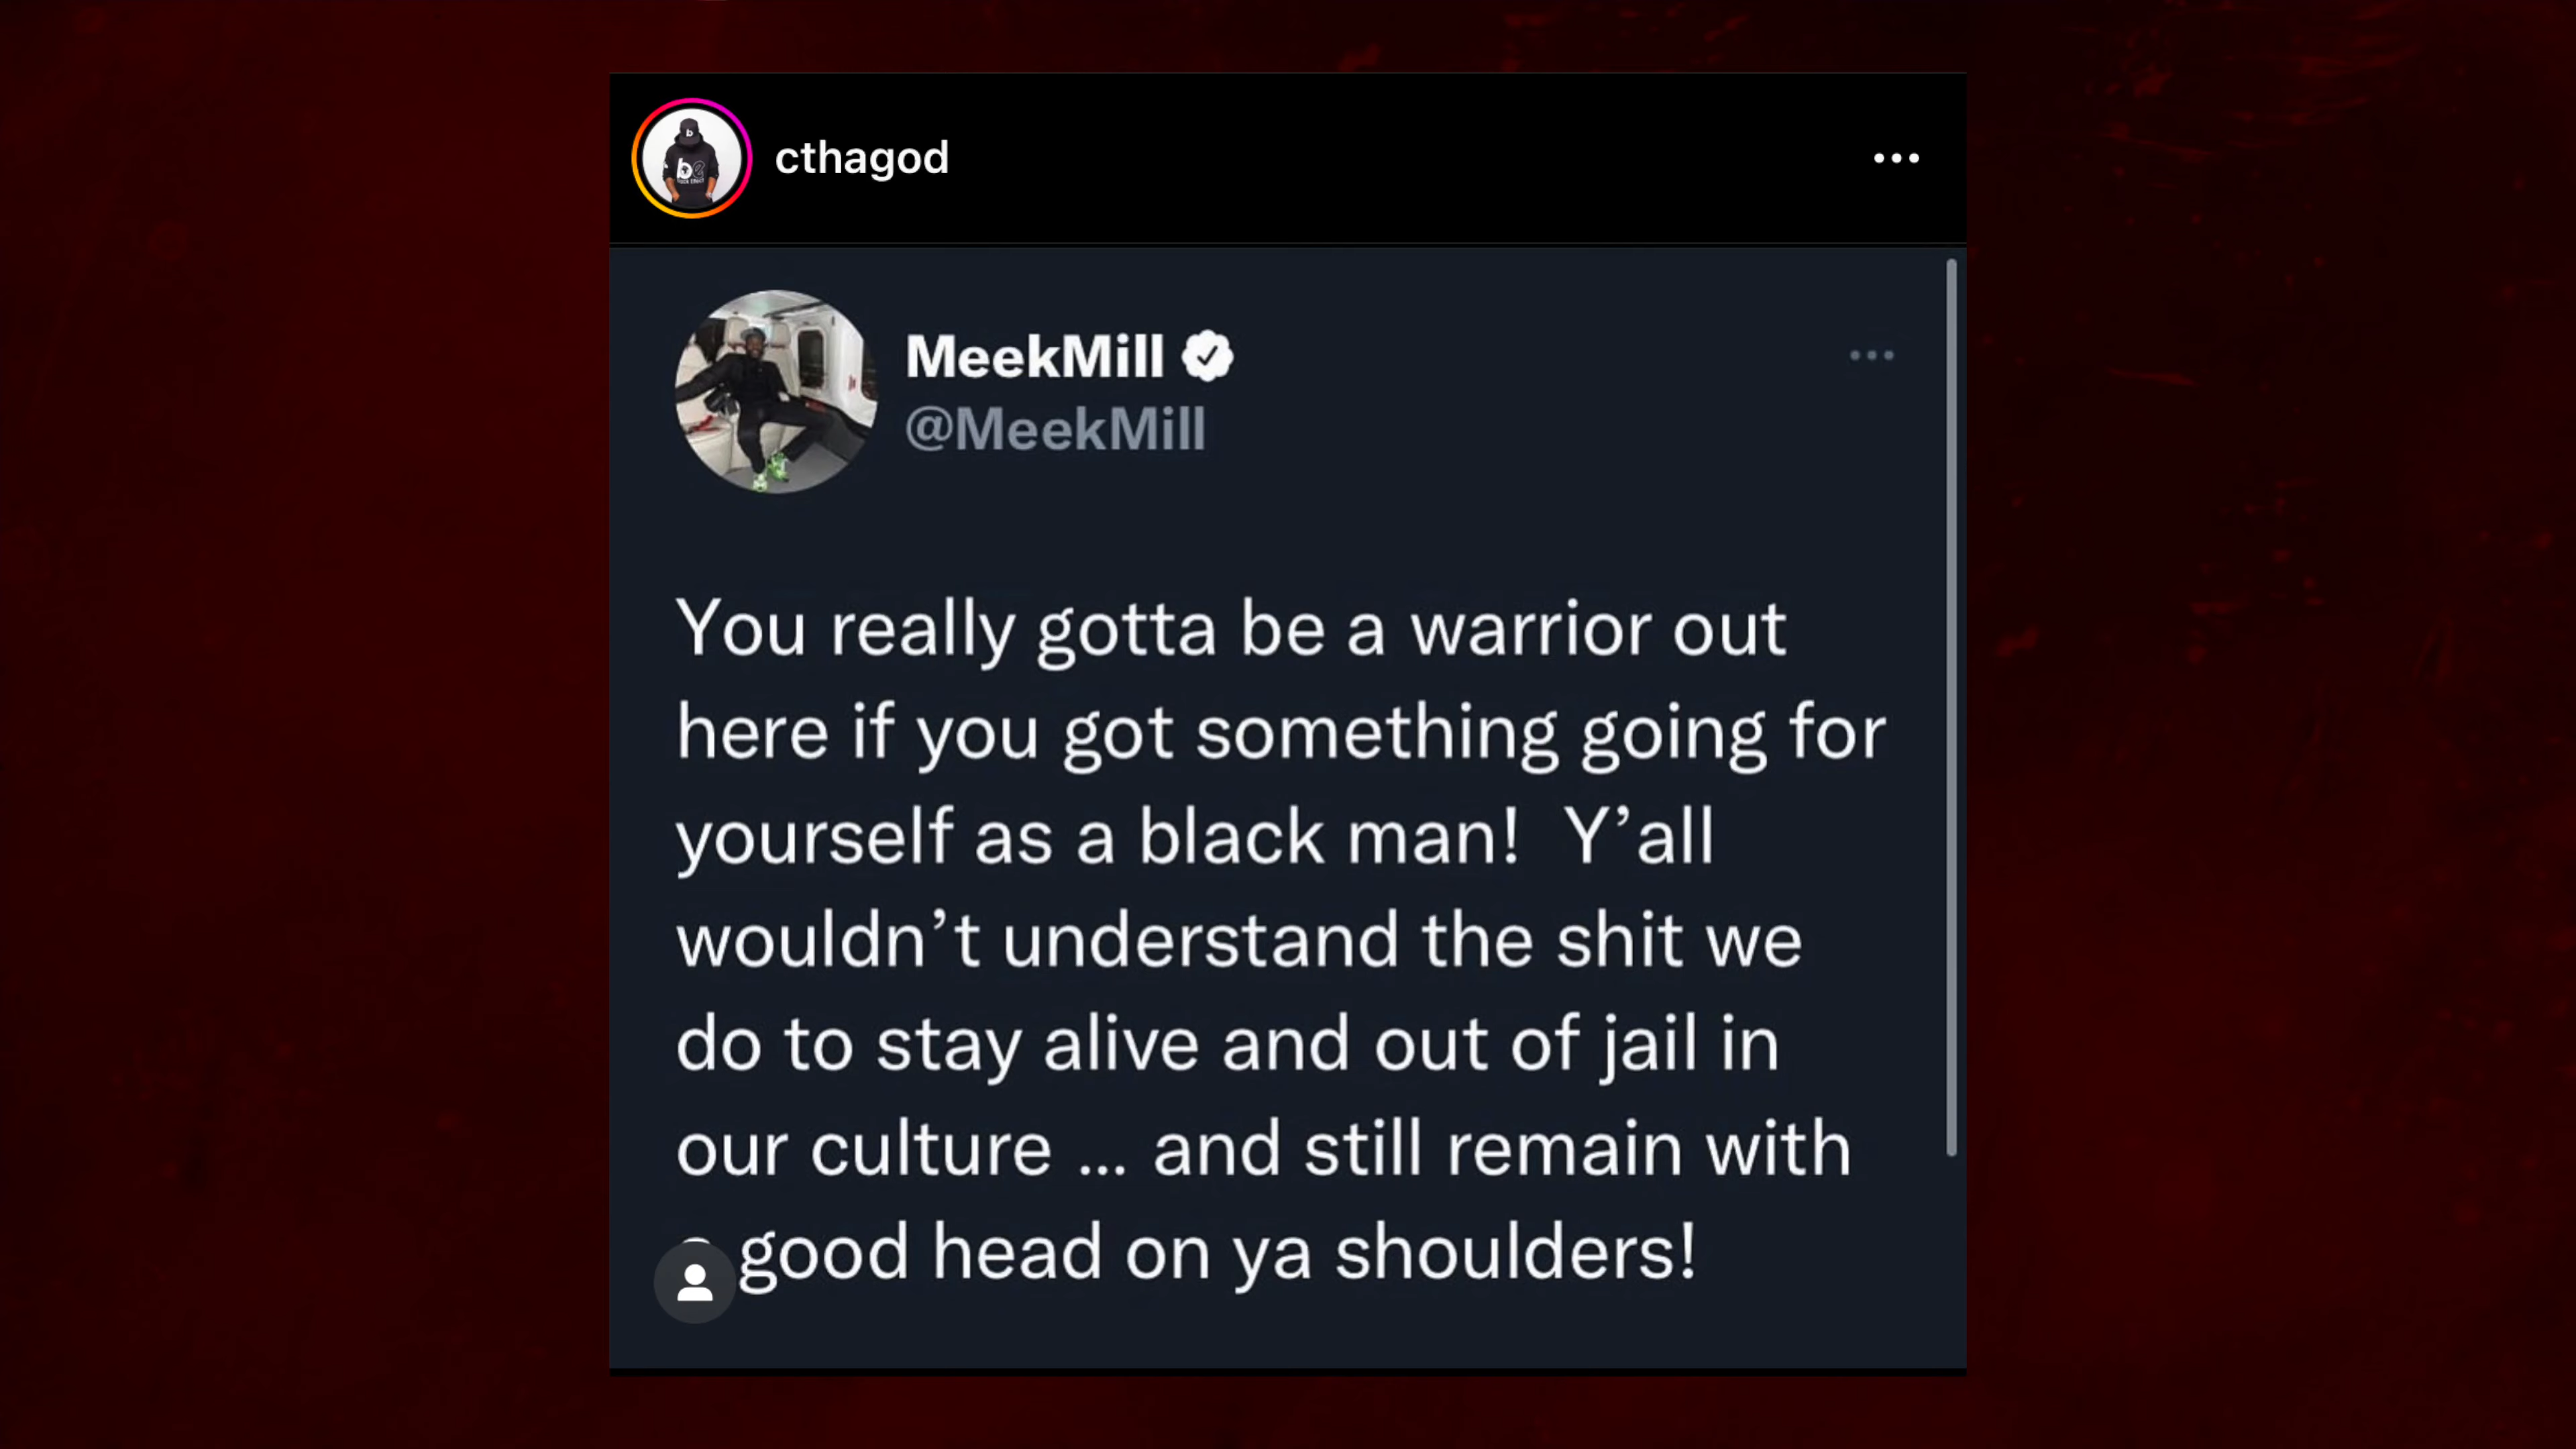 cthagod
MeekMill
@MeekMill
You really gotta be a warrior out
here if you got something going for
yourself as a black man!  Y’all
wouldn’t understand the shit we
do to stay alive and out of jail in
our culture ... and still remain with
good head on ya shoulders!